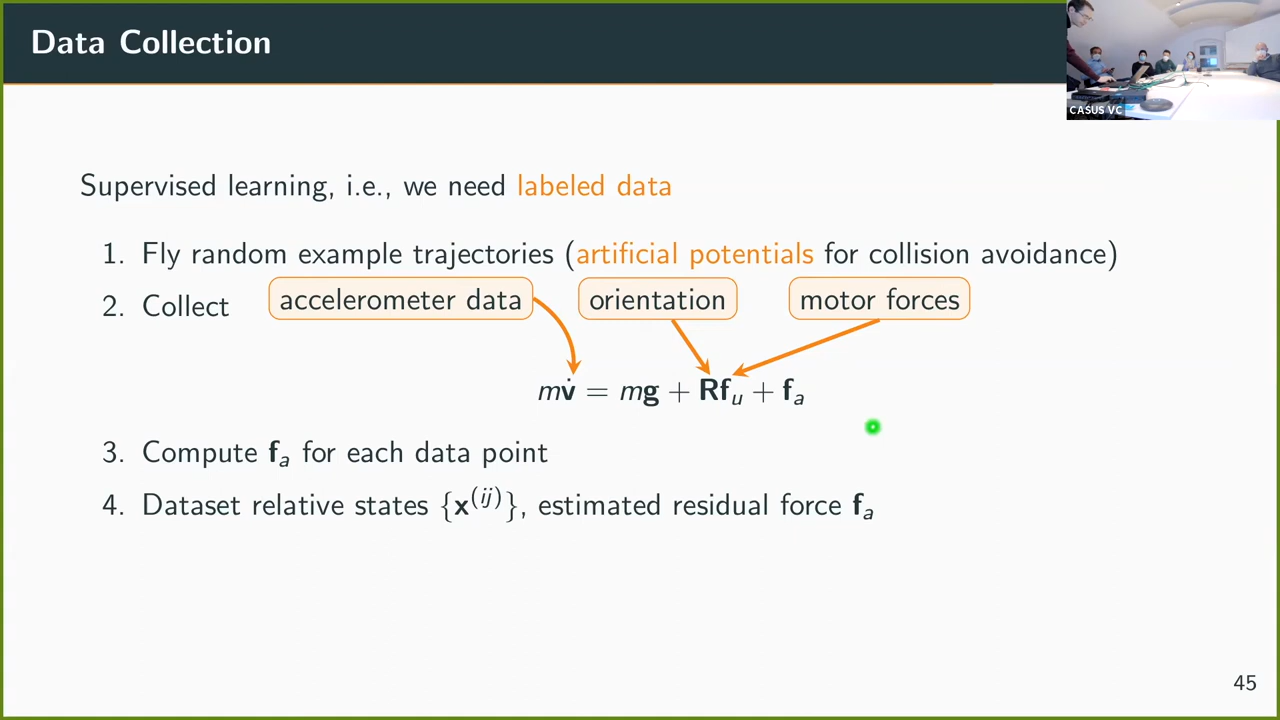 Data Collection
CASUS VC
Supervised learning, i.e., we need labeled data
1. Fly random example trajectories (artificial potentials for collision avoidance)
2. Collect accelerometer data orientation motor forces
mv̇ = mg + Rf_u + f_a
3. Compute f_a for each data point
4. Dataset relative states {x^(ij)}, estimated residual force f_a
45